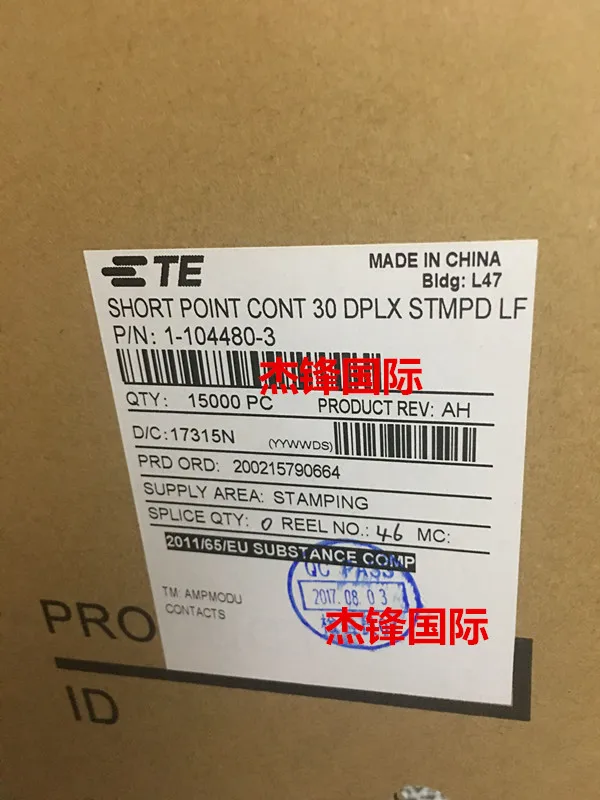 TE
MADE IN CHINA
Bldg: L47
SHORT POINT CONT 30 DPLX STMPD LF
P/N: 1-104480-3
杰锋国际
QTY: 15000 PC PRODUCT REV: AH
D/C:17315N (YYWWDS)
PRD ORD: 200215790664
SUPPLY AREA: STAMPING
SPLICE QTY: 0 REEL NO.: 46 MC:
2011/65/EU SUBSTANCE COMP
QC PASS
2017.08 03
TM: AMPMODU
CONTACTS
杰锋国际
PRO
ID